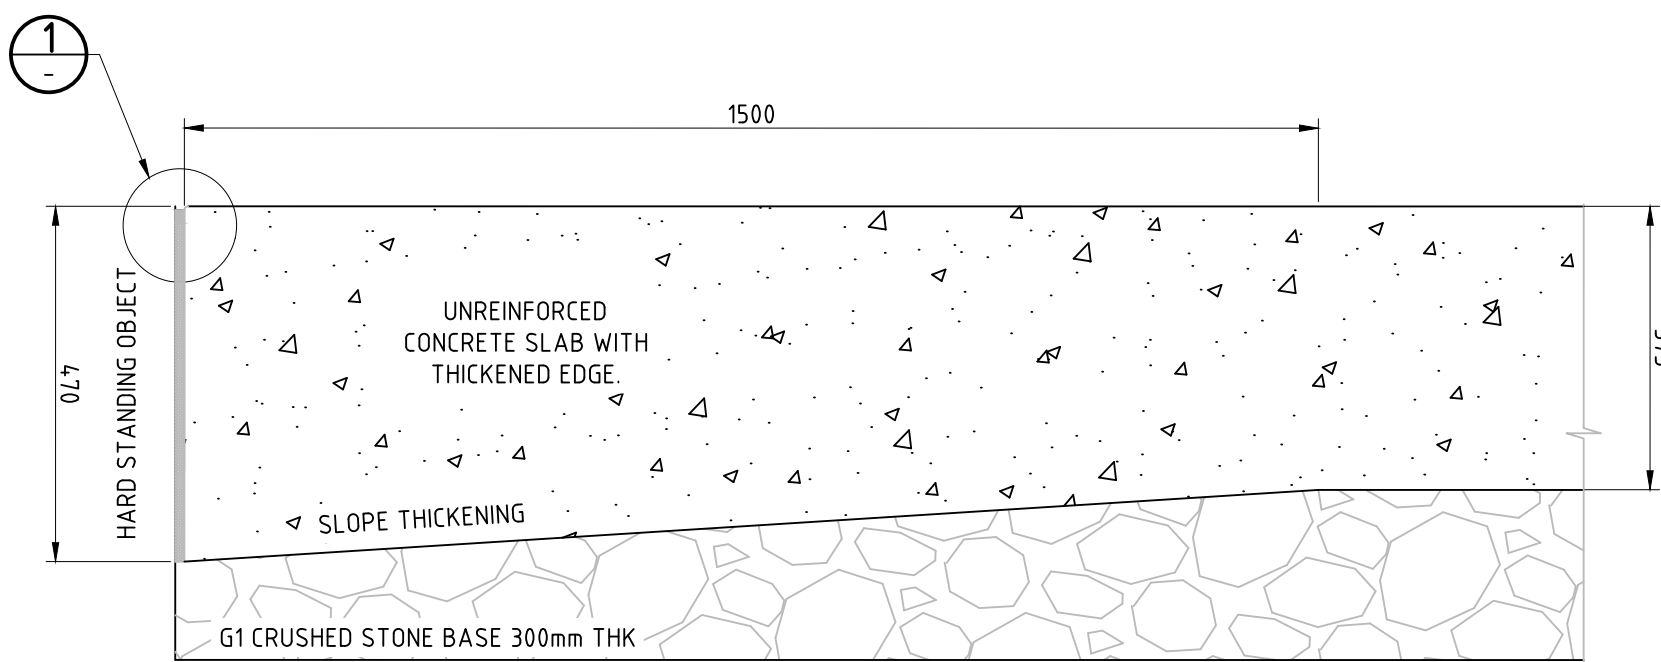 1
-
1500
470
HARD STANDING OBJECT
UNREINFORCED
CONCRETE SLAB WITH
THICKENED EDGE.
SLOPE THICKENING
G1 CRUSHED STONE BASE 300mm THK